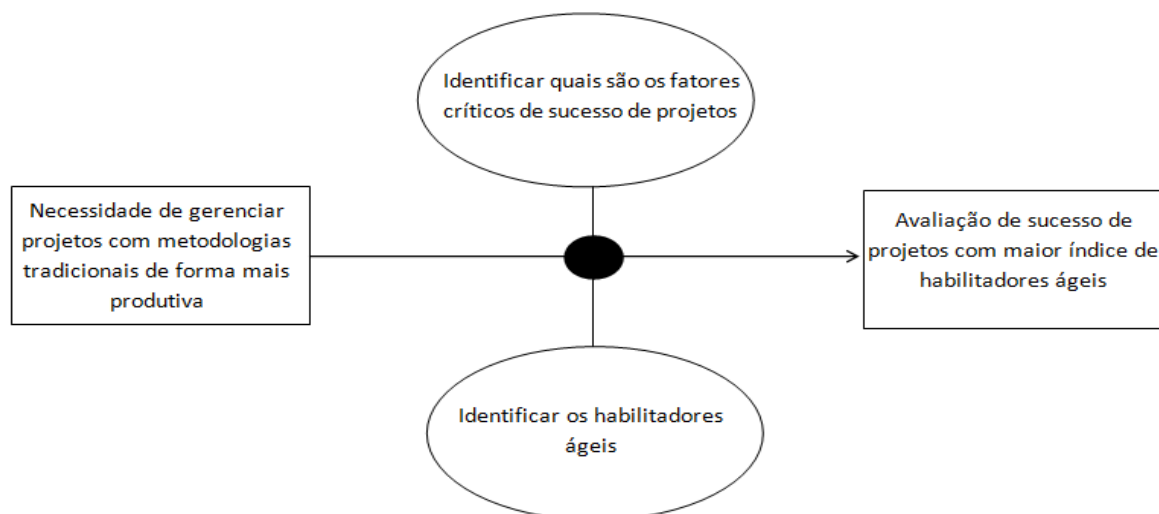 Identificar quais são os fatores
críticos de sucesso de projetos
Necessidade de gerenciar
projetos com metodologias
tradicionais de forma mais
produtiva
Avaliação de sucesso de
projetos com maior índice de
habilitadores ágeis
Identificar os habilitadores
ágeis